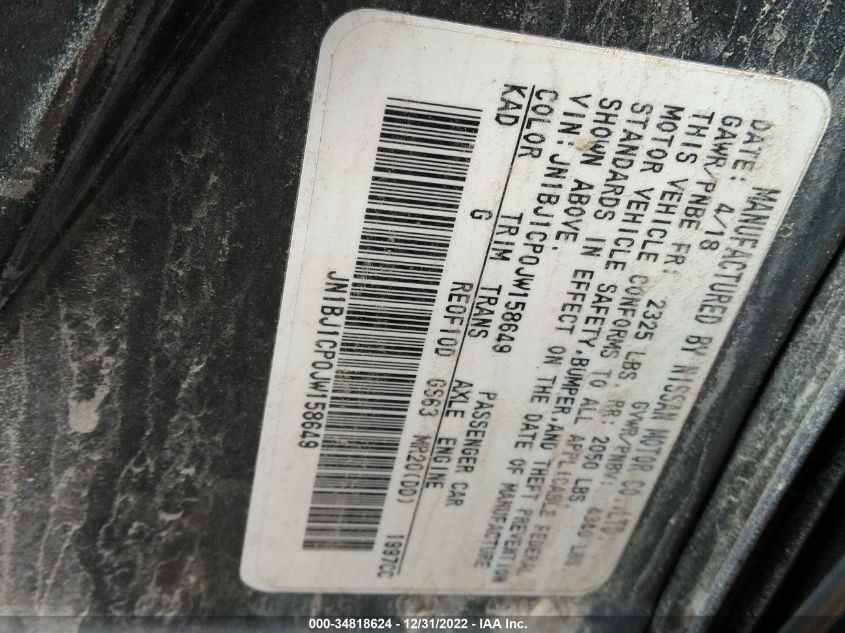 MANUFACTURED BY NISSAN MOTOR CO.,LTD.
DATE: 4/18 GVWR/PNBV:
GAWR/PNBE FR: 2325 LBS RR: 2050 LBS
THIS VEHICLE CONFORMS TO ALL APPLICABLE FEDERAL
MOTOR VEHICLE SAFETY,BUMPER,AND THEFT PREVENTION
STANDARDS IN EFFECT ON THE DATE OF MANUFACTURE
SHOWN ABOVE.
VIN:JN1BJ1CP0JW158649 PASSENGER CAR
COLOR TRIM TRANS AXLE ENGINE
KAD G RE0F10D GS63 MR20(DD) 1997CC
JN1BJ1CP0JW158649
000-34818624 - 12/31/2022 - IAA Inc.